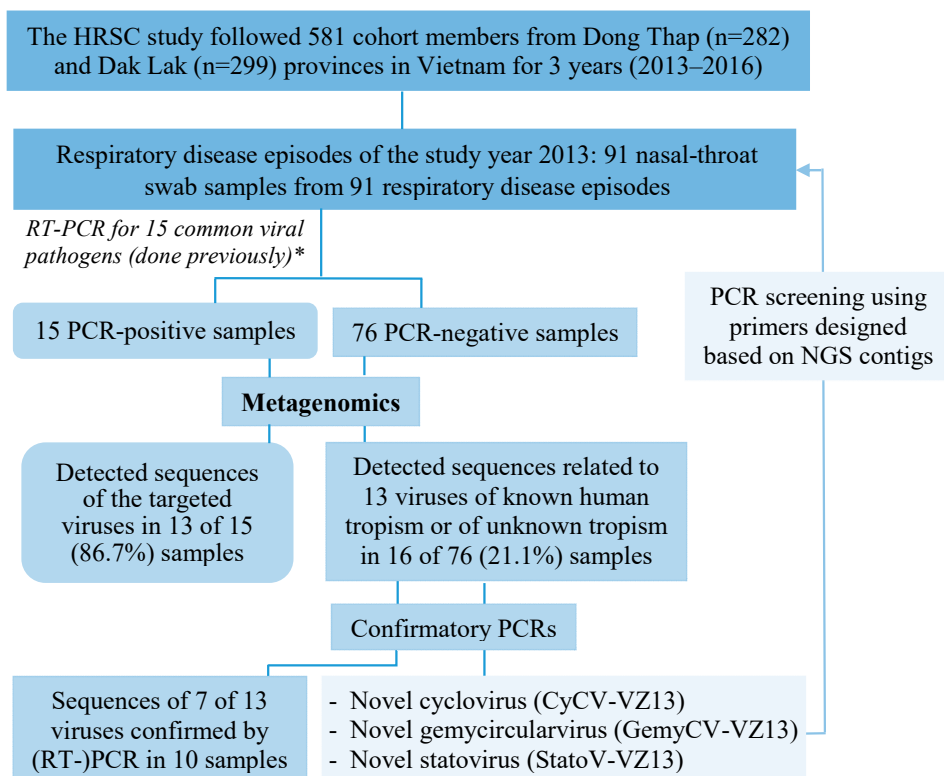 The HRSC study followed 581 cohort members from Dong Thap (n=282)
and Dak Lak (n=299) provinces in Vietnam for 3 years (2013–2016)
Respiratory disease episodes of the study year 2013: 91 nasal-throat
swab samples from 91 respiratory disease episodes
RT-PCR for 15 common viral
pathogens (done previously)*
15 PCR-positive samples
76 PCR-negative samples
PCR screening using
primers designed
based on NGS contigs
Metagenomics
Detected sequences
of the targeted
viruses in 13 of 15
(86.7%) samples
Detected sequences related to
13 viruses of known human
tropism or of unknown tropism
in 16 of 76 (21.1%) samples
Confirmatory PCRs
Sequences of 7 of 13
viruses confirmed by
(RT-)PCR in 10 samples
- Novel cyclovirus (CyCV-VZ13)
- Novel gemycircularvirus (GemyCV-VZ13)
- Novel statovirus (StatoV-VZ13)